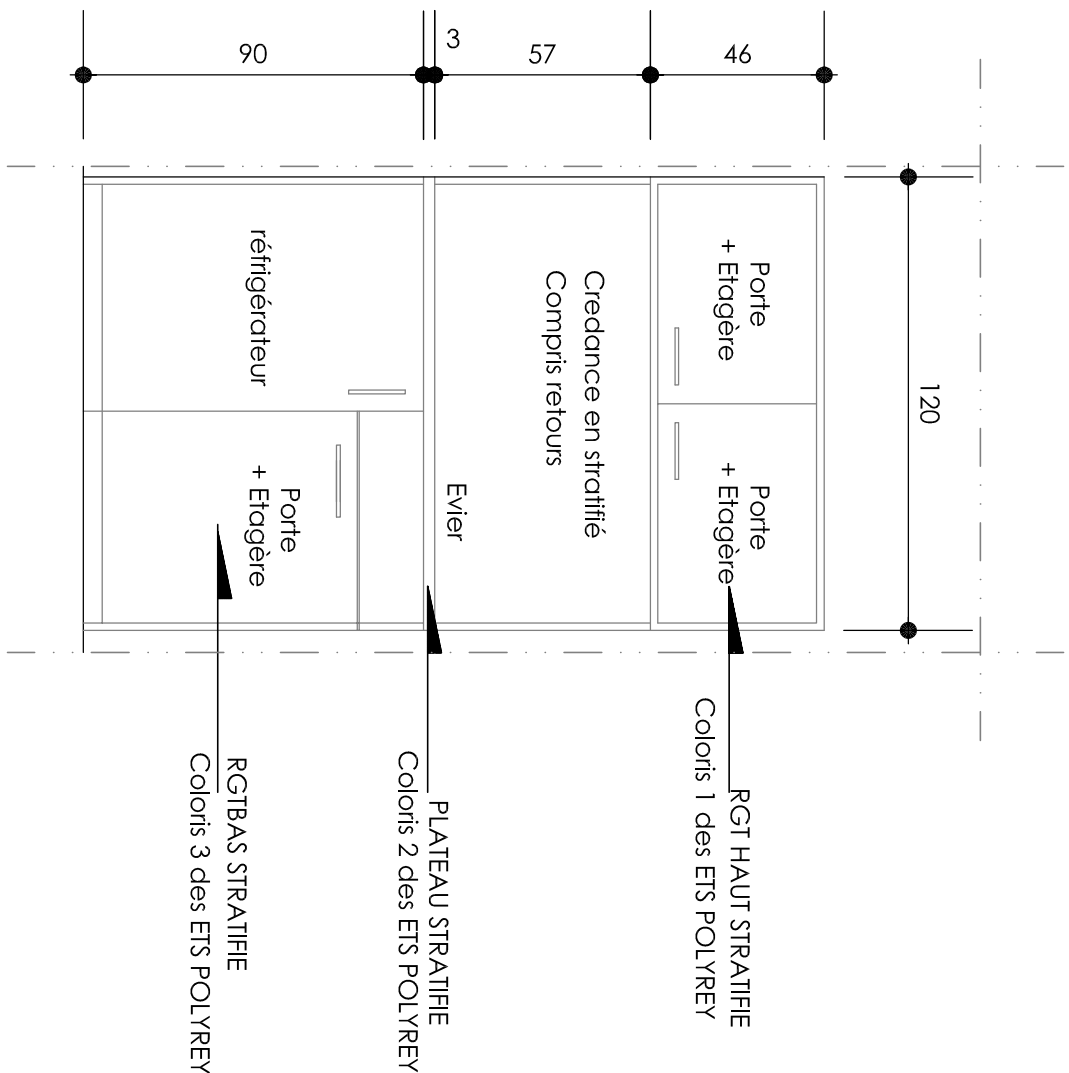 90
3
57
46
120
Porte
+ Etagère
Porte
+ Etagère
Credance en stratifié
Compris retours
Evier
réfrigérateur
Porte
+ Etagère
RGT HAUT STRATIFIE
Coloris 1 des ETS POLYREY
PLATEAU STRATIFIE
Coloris 2 des ETS POLYREY
RGTBAS STRATIFIE
Coloris 3 des ETS POLYREY